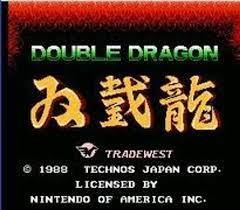 DOUBLE DRAGON
双截龍
TRADEWEST
© 1988 TECHNOS JAPAN CORP.
LICENSED BY
NINTENDO OF AMERICA INC.